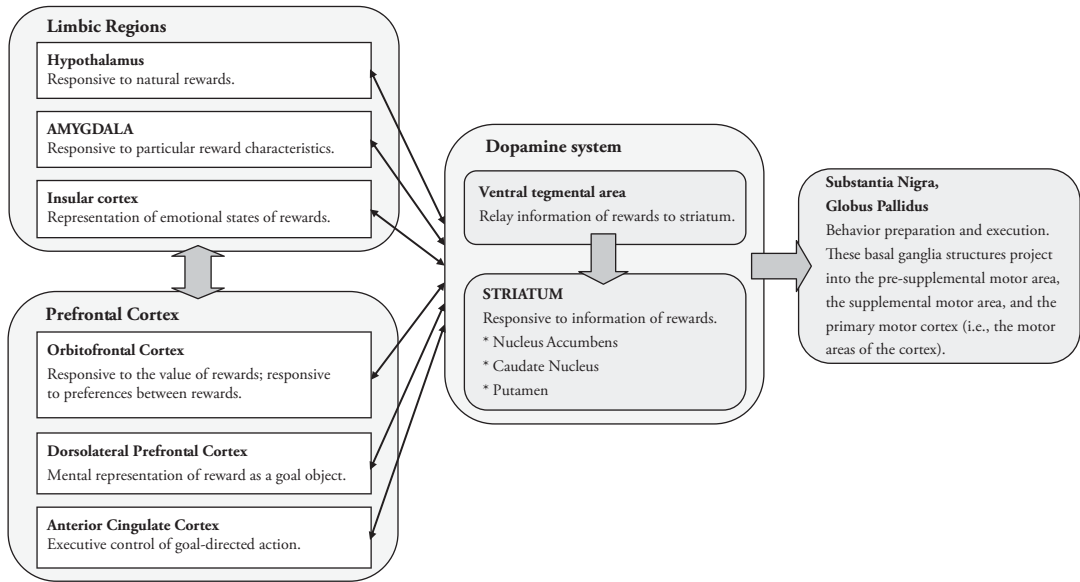 Limbic Regions
Hypothalamus
Responsive to natural rewards.
AMYGDALA
Responsive to particular reward characteristics.
Insular cortex
Representation of emotional states of rewards.
Prefrontal Cortex
Orbitofrontal Cortex
Responsive to the value of rewards; responsive
to preferences between rewards.
Dorsolateral Prefrontal Cortex
Mental representation of reward as a goal object.
Anterior Cingulate Cortex
Executive control of goal-directed action.
Dopamine system
Ventral tegmental area
Relay information of rewards to striatum.
STRIATUM
Responsive to information of rewards.
* Nucleus Accumbens
* Caudate Nucleus
* Putamen
Substantia Nigra,
Globus Pallidus
Behavior preparation and execution.
These basal ganglia structures project
into the pre-supplemental motor area,
the supplemental motor area, and the
primary motor cortex (i.e., the motor
areas of the cortex).